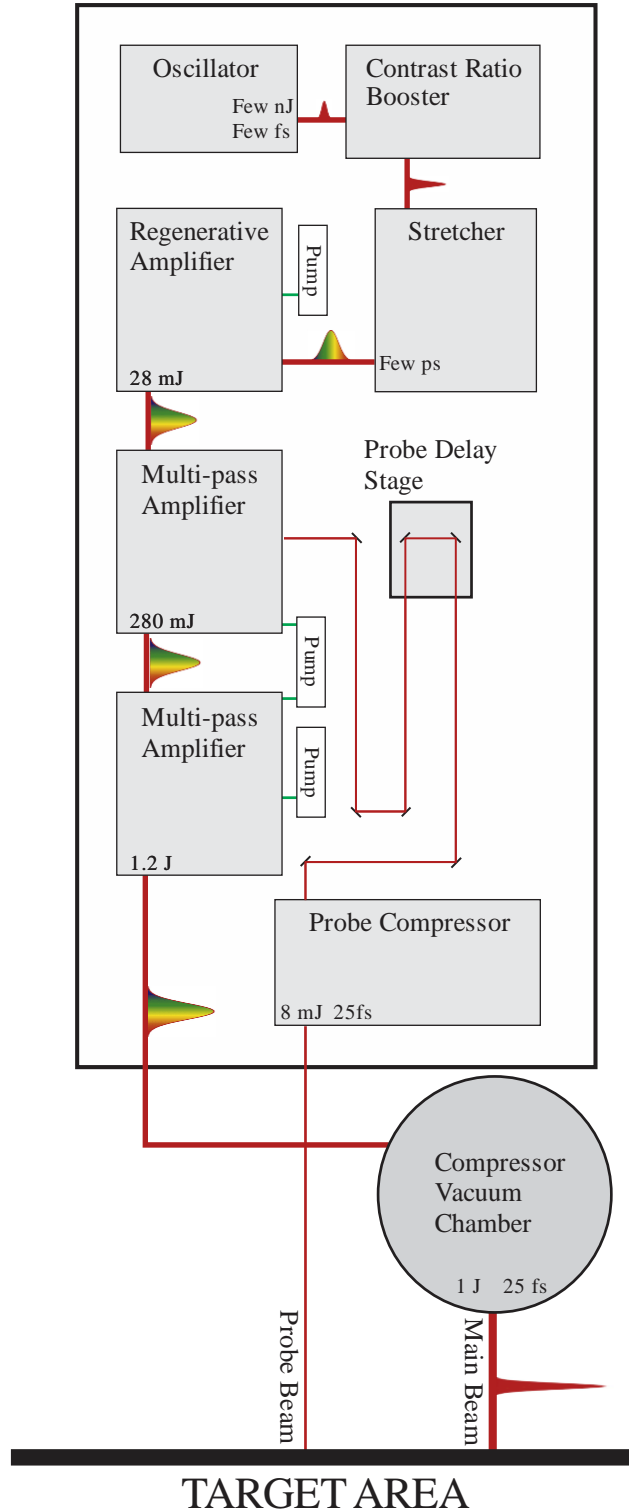 Oscillator
Few nJ
Few fs
Contrast Ratio
Booster
Regenerative
Amplifier
28 mJ
Pump
Stretcher
Few ps
Multi-pass
Amplifier
280 mJ
Probe Delay
Stage
Pump
Multi-pass
Amplifier
1.2 J
Pump
Probe Compressor
8 mJ 25fs
Compressor
Vacuum
Chamber
1 J 25 fs
Probe Beam
Main Beam
TARGET AREA